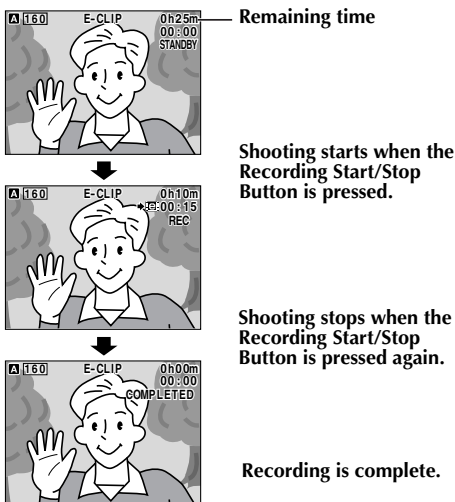 A 160 E-CLIP 0h25m
00:00
STANDBY
Remaining time
Shooting starts when the
Recording Start/Stop
Button is pressed.
A 160 E-CLIP 0h10m
00:15
REC
Shooting stops when the
Recording Start/Stop
Button is pressed again.
A 160 E-CLIP 0h00m
00:00
COMPLETED
Recording is complete.